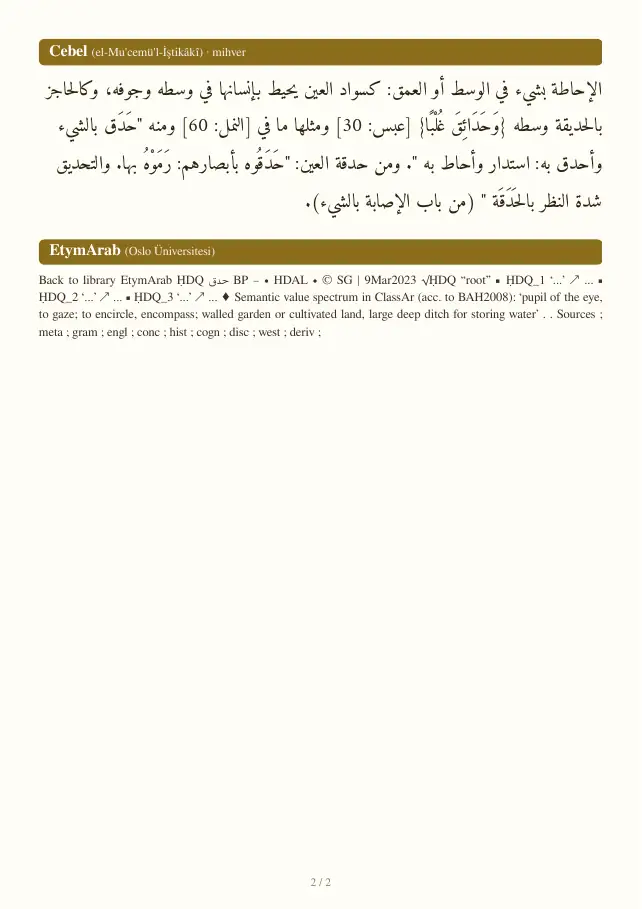 Cebel (el-Mu'cemü'l-İştikâkî) · mihver
الإحاطة بشيء في الوسط أو العمق: كسواد العين يحيط بإنسانها في وسطه وجوفه، وكالحاجز
بالحديقة وسطه {وَحَدَائِقَ غُلْبًا} [عبس: 30] ومثلها ما في [النمل: 60] ومنه "حَدَق بالشيء
وأحدق به: استدار وأحاط به ". ومن حدقة العين: "حَدَقُوه بأبصارهم: رَمَوْهُ بها. والتحديق
شدة النظر بالحَدَقَة " (من باب الإصابة بالشيء).
EtymArab (Oslo Üniversitesi)
Back to library EtymArab ḤDQ حدق BP – • HDAL • © SG | 9Mar2023 √ḤDQ “root” ▪ ḤDQ_1 ‘...’ ↗ ... ▪
ḤDQ_2 ‘...’ ↗ ... ▪ ḤDQ_3 ‘...’ ↗ ... ♦ Semantic value spectrum in ClassAr (acc. to BAH2008): ‘pupil of the eye,
to gaze; to encircle, encompass; walled garden or cultivated land, large deep ditch for storing water’ . . Sources ;
meta ; gram ; engl ; conc ; hist ; cogn ; disc ; west ; deriv ;
2 / 2